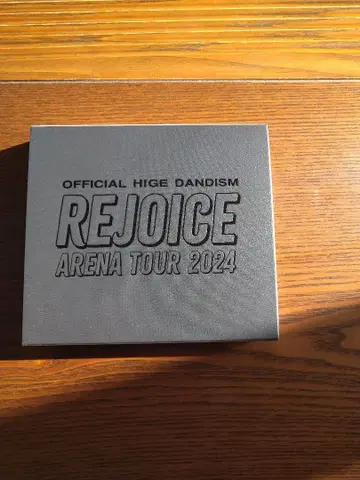 OFFICIAL HIGE DANDISM
REJOICE
ARENA TOUR 2024